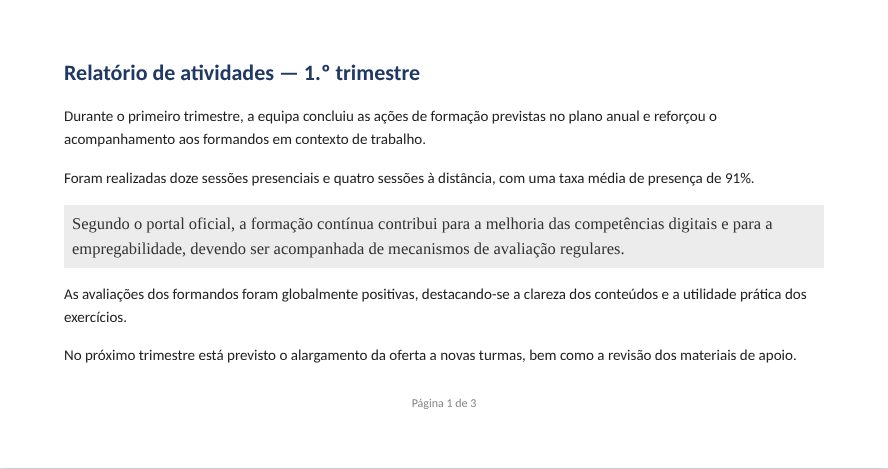 Relatório de atividades — 1.º trimestre
Durante o primeiro trimestre, a equipa concluiu as ações de formação previstas no plano anual e reforçou o
acompanhamento aos formandos em contexto de trabalho.
Foram realizadas doze sessões presenciais e quatro sessões à distância, com uma taxa média de presença de 91%.
Segundo o portal oficial, a formação contínua contribui para a melhoria das competências digitais e para a
empregabilidade, devendo ser acompanhada de mecanismos de avaliação regulares.
As avaliações dos formandos foram globalmente positivas, destacando-se a clareza dos conteúdos e a utilidade prática dos
exercícios.
No próximo trimestre está previsto o alargamento da oferta a novas turmas, bem como a revisão dos materiais de apoio.
Página 1 de 3